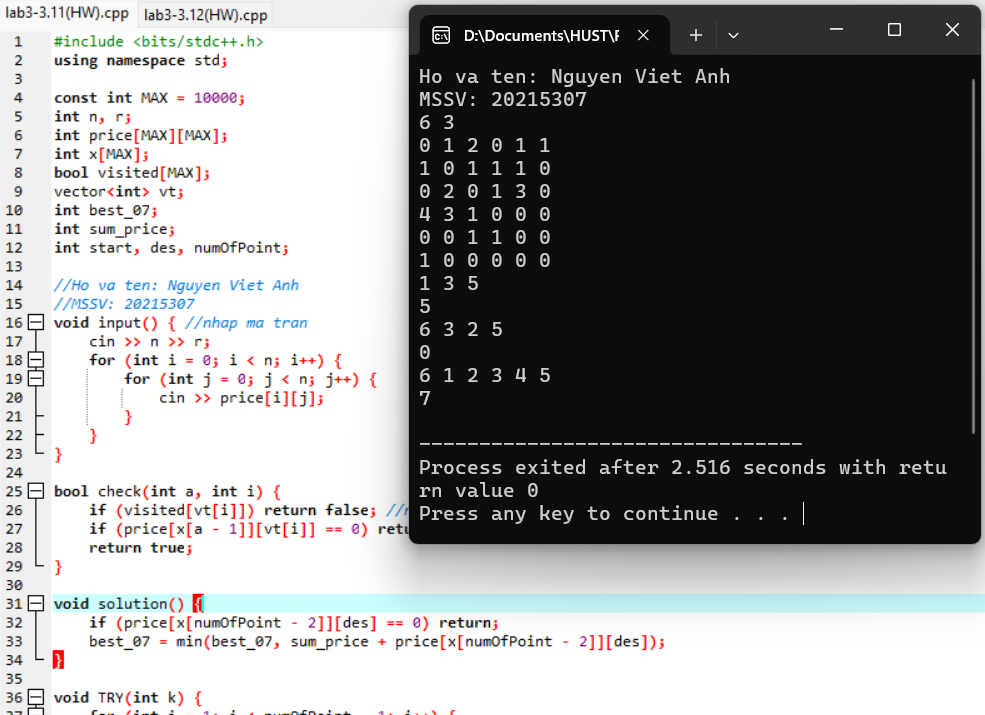 lab3-3.11(HW).cpp lab3-3.12(HW).cpp
1 #include <bits/stdc++.h>
2 using namespace std;
3
4 const int MAX = 10000;
5 int n, r;
6 int price[MAX][MAX];
7 int x[MAX];
8 bool visited[MAX];
9 vector<int> vt;
10 int best_07;
11 int sum_price;
12 int start, des, numOfPoint;
13
14 //Ho va ten: Nguyen Viet Anh
15 //MSSV: 20215307
16 void input() { //nhap ma tran
17 cin >> n >> r;
18 for (int i = 0; i < n; i++) {
19 for (int j = 0; j < n; j++) {
20 cin >> price[i][j];
21 }
22 }
23 }
24
25 bool check(int a, int i) {
26 if (visited[vt[i]]) return false;
27 if (price[x[a - 1]][vt[i]] == 0)
28 return true;
29 }
30
31 void solution() {
32 if (price[x[numOfPoint - 2]][des] == 0) return;
33 best_07 = min(best_07, sum_price + price[x[numOfPoint - 2]][des]);
34 }
35
36 void TRY(int k) {
D:\Documents\HUST\
Ho va ten: Nguyen Viet Anh
MSSV: 20215307
6 3
0 1 2 0 1 1
1 0 1 1 1 0
0 2 0 1 3 0
4 3 1 0 0 0
0 0 1 1 0 0
1 0 0 0 0 0
1 3 5
5
6 3 2 5
0
6 1 2 3 4 5
7
--------------------------------
Process exited after 2.516 seconds with retu
rn value 0
Press any key to continue . . .